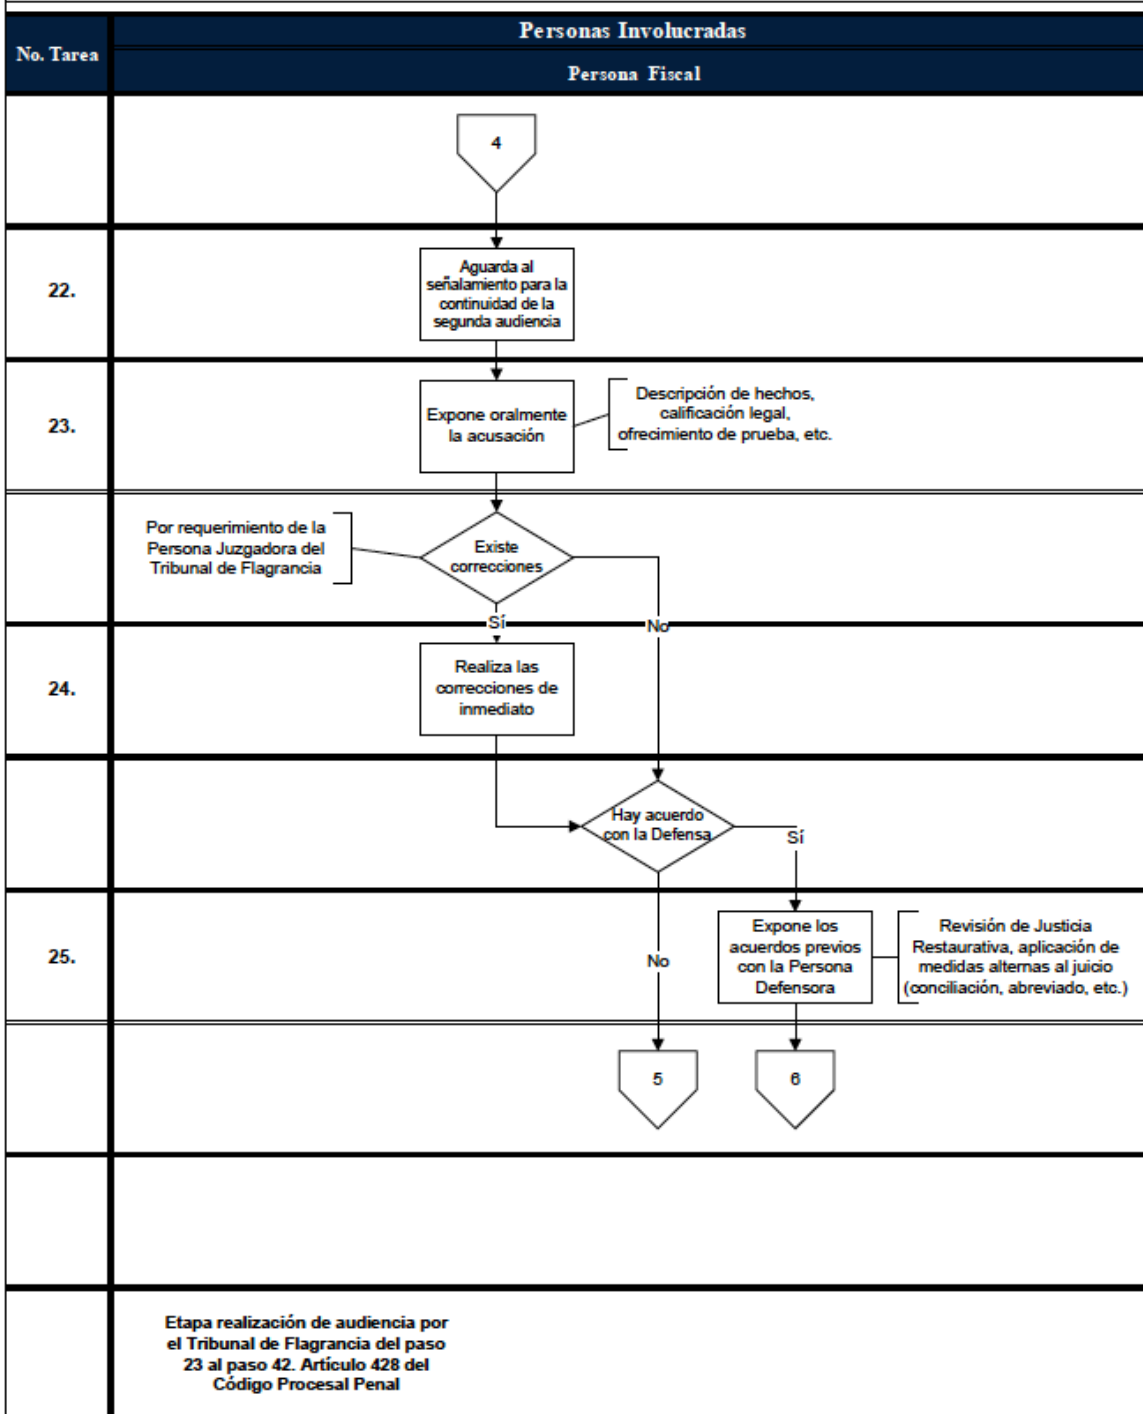 Personas Involucradas
No. Tarea
Persona Fiscal
4
22.
Aguarda al
señalamiento para la
continuidad de la
segunda audiencia
23.
Expone oralmente
la acusación
Descripción de hechos,
calificación legal,
ofrecimiento de prueba, etc.
Por requerimiento de la
Persona Juzgadora del
Tribunal de Flagrancia
Existe
correcciones
Sí
No
24.
Realiza las
correcciones de
inmediato
Hay acuerdo
con la Defensa
Sí
25.
No
Expone los
acuerdos previos
con la Persona
Defensora
Revisión de Justicia
Restaurativa, aplicación de
medidas alternas al juicio
(conciliación, abreviado, etc.)
5
6
Etapa realización de audiencia por
el Tribunal de Flagrancia del paso
23 al paso 42. Artículo 428 del
Código Procesal Penal